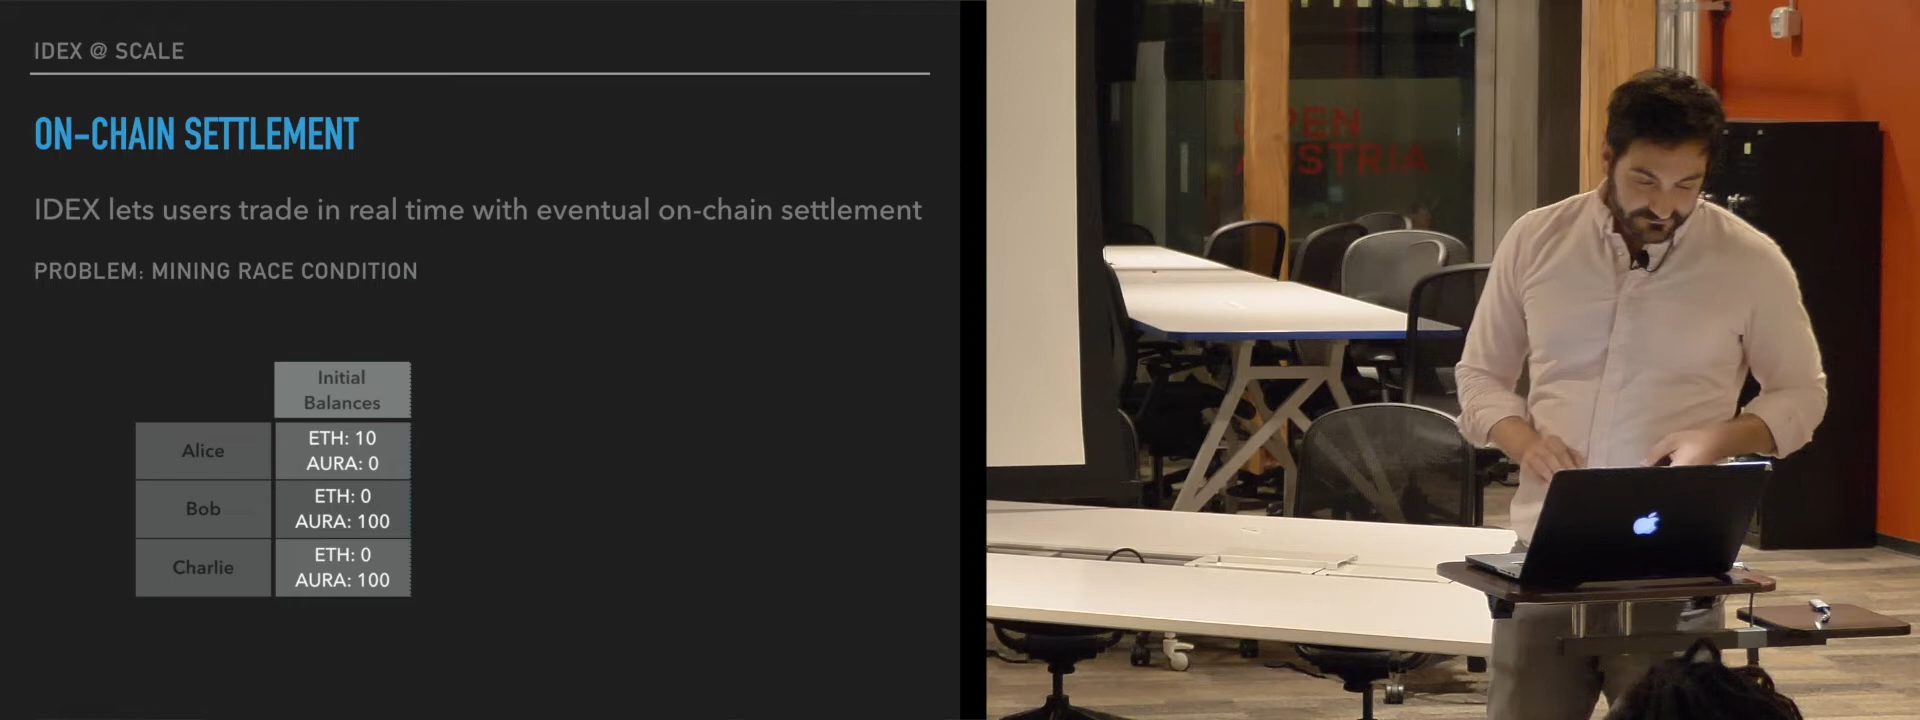 IDEX @ SCALE
ON-CHAIN SETTLEMENT
IDEX lets users trade in real time with eventual on-chain settlement
PROBLEM: MINING RACE CONDITION
Initial
Balances
Alice
ETH: 10
AURA: 0
Bob
ETH: 0
AURA: 100
Charlie
ETH: 0
AURA: 100
OPEN
AUSTRIA